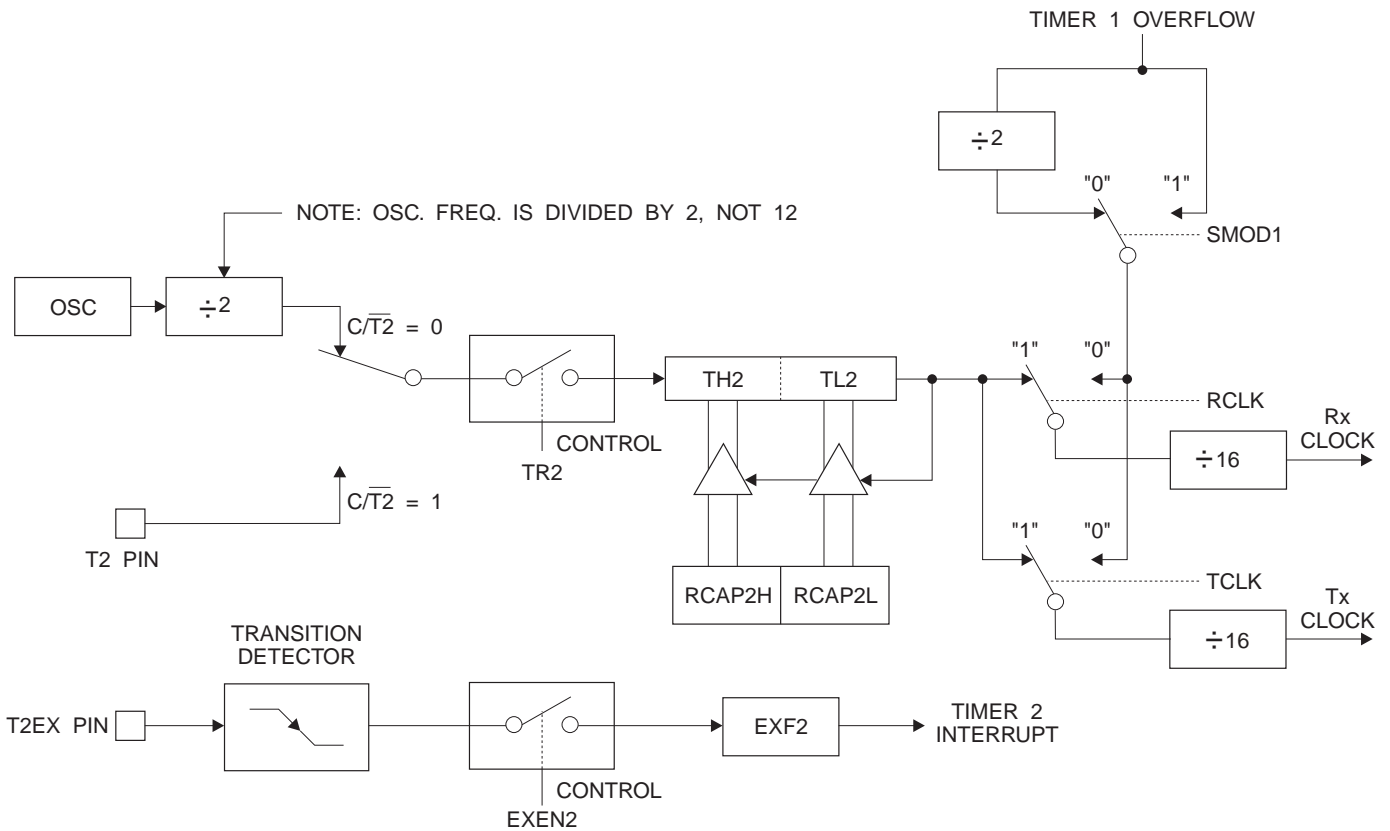 TIMER 1 OVERFLOW
÷2
"0" "1"
NOTE: OSC. FREQ. IS DIVIDED BY 2, NOT 12
SMOD1
OSC
÷2
C/T̅2̅ = 0
"1" "0"
TH2 TL2
RCLK
Rx
CLOCK
CONTROL
÷16
TR2
C/T̅2̅ = 1
"1" "0"
T2 PIN
TCLK
RCAP2H RCAP2L
Tx
CLOCK
TRANSITION
DETECTOR
÷16
T2EX PIN
EXF2
TIMER 2
INTERRUPT
CONTROL
EXEN2